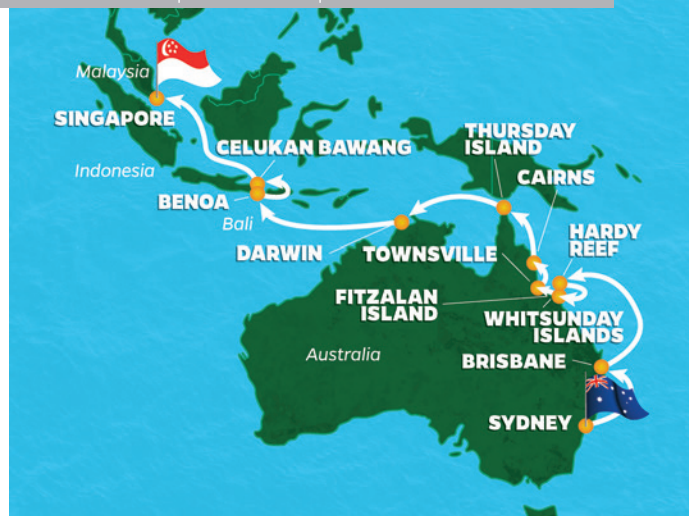 Malaysia
SINGAPORE
CELUKAN BAWANG
THURSDAY
ISLAND
Indonesia
CAIRNS
BENOA
Bali
HARDY
REEF
DARWIN
TOWNSVILLE
FITZALAN
ISLAND
WHITSUNDAY
ISLANDS
Australia
BRISBANE
SYDNEY